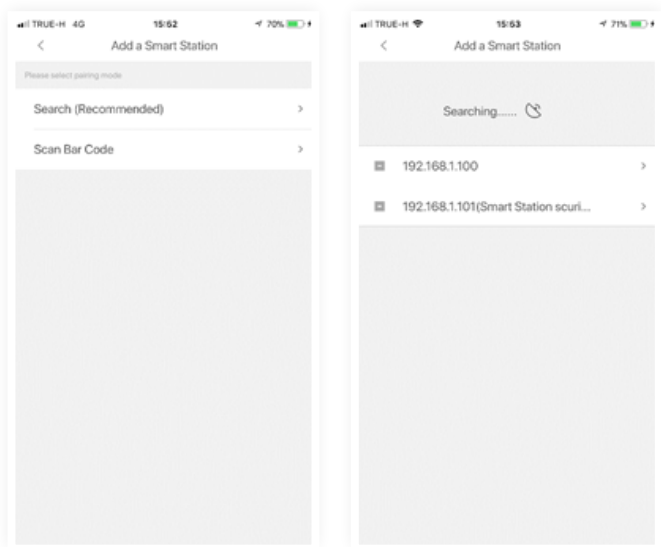 TRUE-H 4G 15:52 70%
Add a Smart Station
Please select pairing mode
Search (Recommended)
Scan Bar Code
TRUE-H 15:53 71%
Add a Smart Station
Searching......
192.168.1.100
192.168.1.101(Smart Station scuri...